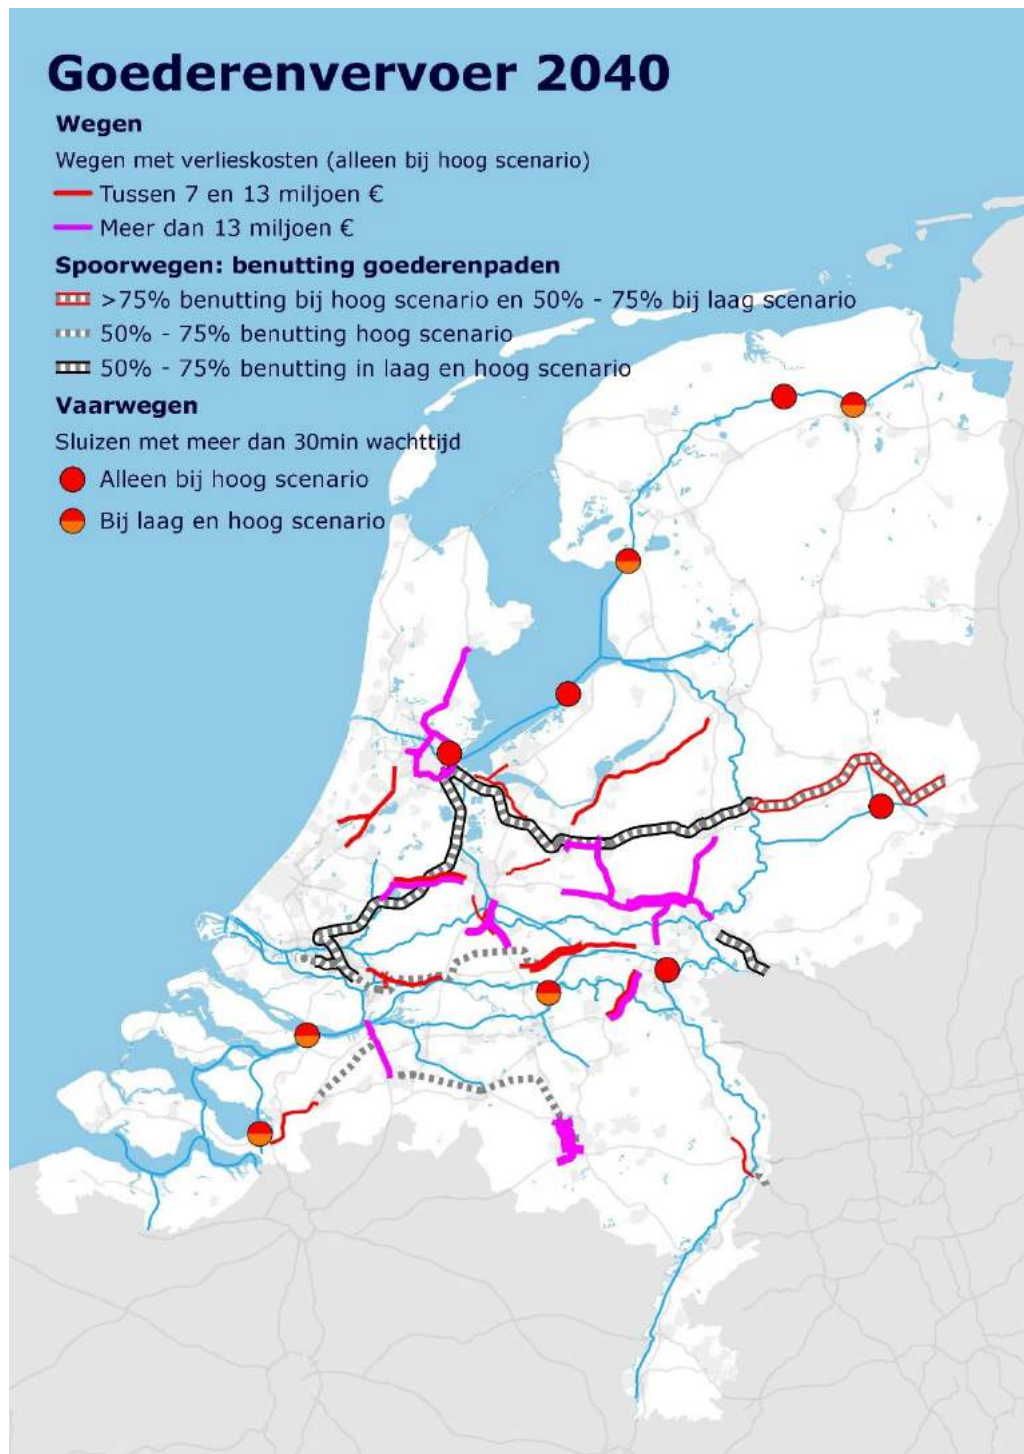 Goederenvervoer 2040
Wegen
Wegen met verlieskosten (alleen bij hoog scenario)
Tussen 7 en 13 miljoen €
Meer dan 13 miljoen €
Spoorwegen: benutting goederenpaden
>75% benutting bij hoog scenario en 50% - 75% bij laag scenario
50% - 75% benutting hoog scenario
50% - 75% benutting in laag en hoog scenario
Vaarwegen
Sluizen met meer dan 30min wachttijd
Alleen bij hoog scenario
Bij laag en hoog scenario